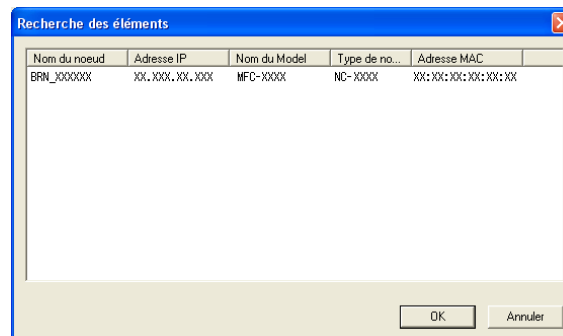 Recherche des éléments
Nom du noeud Adresse IP Nom du Model Type de no... Adresse MAC
BRN_XXXXXX XX.XXX.XX.XXX MFC-XXXX NC-XXXX XX:XX:XX:XX:XX:XX
OK Annuler